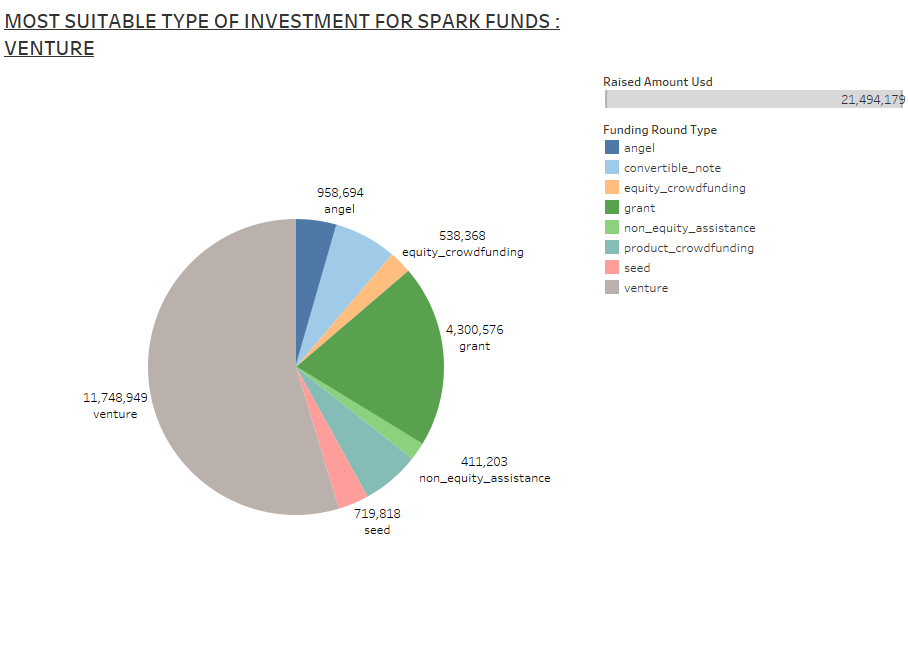 MOST SUITABLE TYPE OF INVESTMENT FOR SPARK FUNDS :
VENTURE
Raised Amount Usd
21,494,179
Funding Round Type
angel
convertible_note
equity_crowdfunding
grant
non_equity_assistance
product_crowdfunding
seed
venture
958,694
angel
538,368
equity_crowdfunding
4,300,576
grant
11,748,949
venture
411,203
non_equity_assistance
719,818
seed